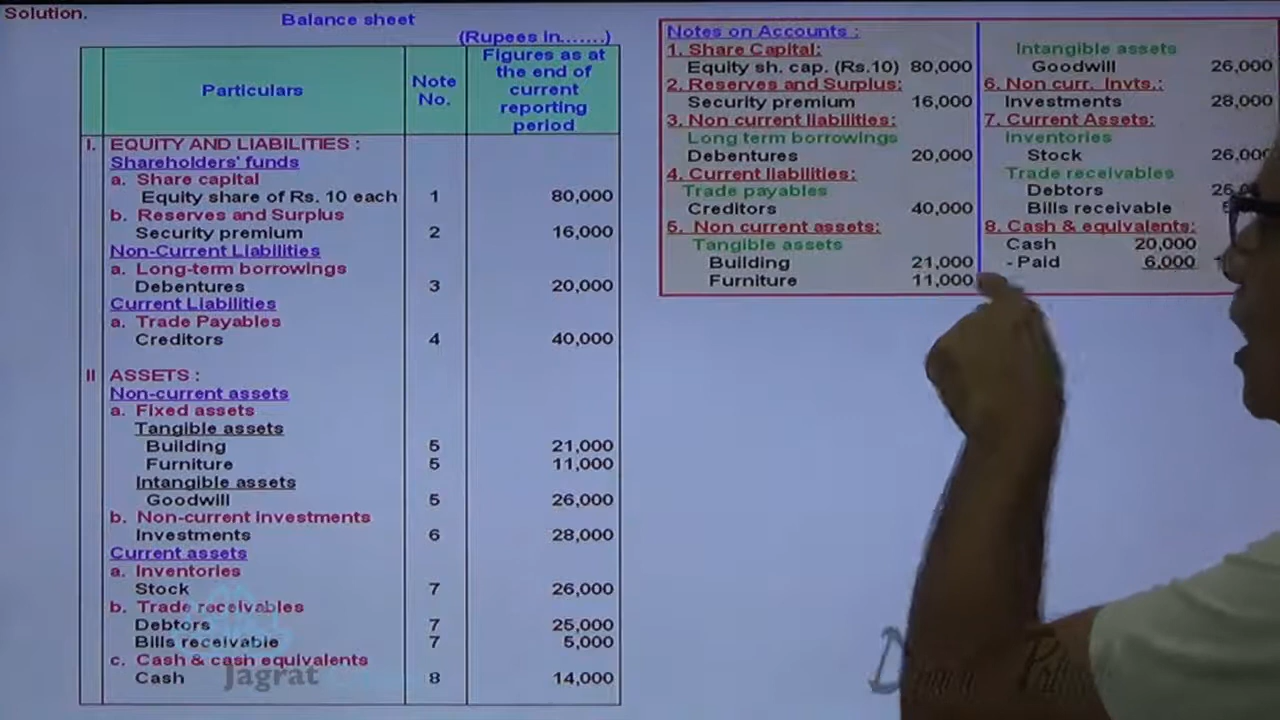 Solution.
Balance sheet
(Rupees in.......)
Particulars
Note No.
Figures as at the end of current reporting period
I. EQUITY AND LIABILITIES :
Shareholders' funds
a. Share capital
Equity share of Rs. 10 each 1 80,000
b. Reserves and Surplus
Security premium 2 16,000
Non-Current Liabilities
a. Long-term borrowings
Debentures 3 20,000
Current Liabilities
a. Trade Payables
Creditors 4 40,000
II ASSETS :
Non-current assets
a. Fixed assets
Tangible assets
Building 5 21,000
Furniture 5 11,000
Intangible assets
Goodwill 5 26,000
b. Non-current investments
Investments 6 28,000
Current assets
a. Inventories
Stock 7 26,000
b. Trade receivables
Debtors 7 25,000
Bills receivable 7 5,000
c. Cash & cash equivalents
Cash 8 14,000
Jagrat
Notes on Accounts :
1. Share Capital:
Equity sh. cap. (Rs.10) 80,000
2. Reserves and Surplus:
Security premium 16,000
3. Non current liabilities:
Long term borrowings
Debentures 20,000
4. Current liabilities:
Trade payables
Creditors 40,000
5. Non current assets:
Tangible assets
Building 21,000
Furniture 11,000
Intangible assets
Goodwill 26,000
6. Non curr. Invts.:
Investments 28,000
7. Current Assets:
Inventories
Stock 26,000
Trade receivables
Debtors
Bills receivable
8. Cash & equivalents:
Cash 20,000
- Paid 6,000